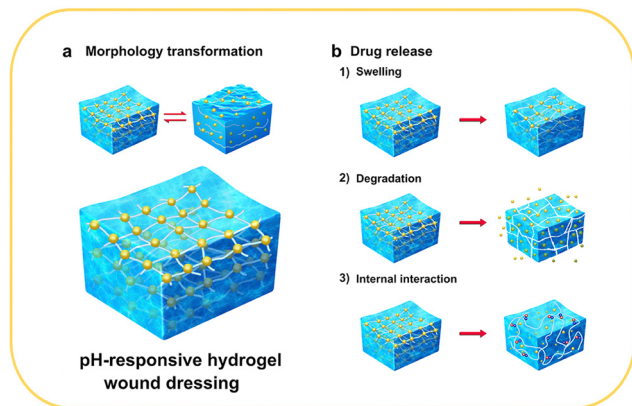 a Morphology transformation
pH-responsive hydrogel
wound dressing
b Drug release
1) Swelling
2) Degradation
3) Internal interaction